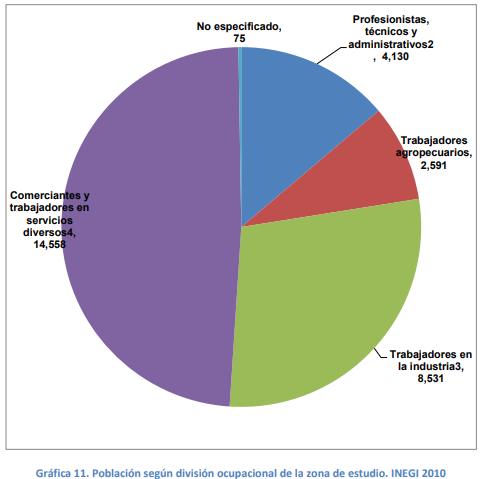 No especificado,
75
Profesionistas,
técnicos y
administrativos2
, 4,130
Trabajadores
agropecuarios,
2,591
Comerciantes y
trabajadores en
servicios
diversos4,
14,558
Trabajadores en
la industria3,
8,531
Gráfica 11. Población según división ocupacional de la zona de estudio. INEGI 2010